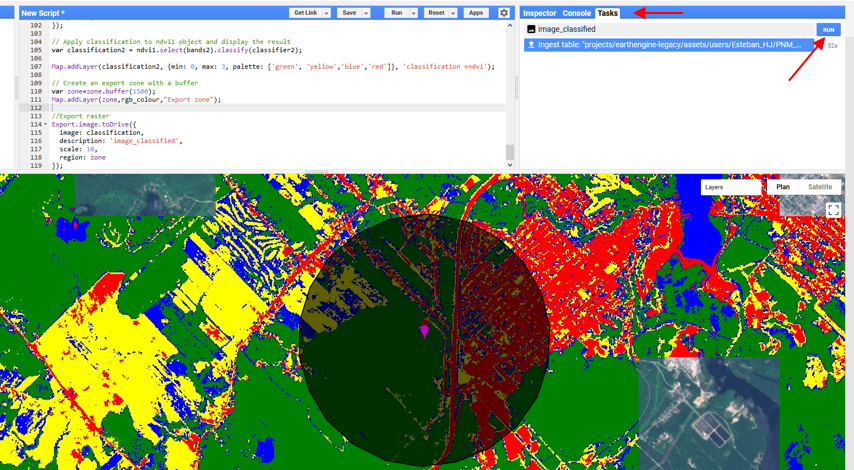 New Script *
Get Link
Save
Run
Reset
Apps
Inspector Console Tasks
102 });
103
104 // Apply classification to ndvi object and display the result
105 var classification2 = ndvi1.select(bands2).classify(classifier2);
106
107 Map.addLayer(classification2, {min: 0, max: 3, palette: ['green', 'yellow','blue','red']}, 'classification +ndvi');
108
109 // Create an export zone with a buffer
110 var zone=zone.buffer(1500);
111 Map.addLayer(zone,rgb_colour,"Export zone");
112
113 //Export raster
114 Export.image.toDrive({
115 image: classification,
116 description: 'image_classified',
117 scale: 10,
118 region: zone
119 });
image_classified
RUN
Ingest table: "projects/earthengine-legacy/assets/users/Esteban_HJ/PNM_...
52s
Layers
Plan
Satellite